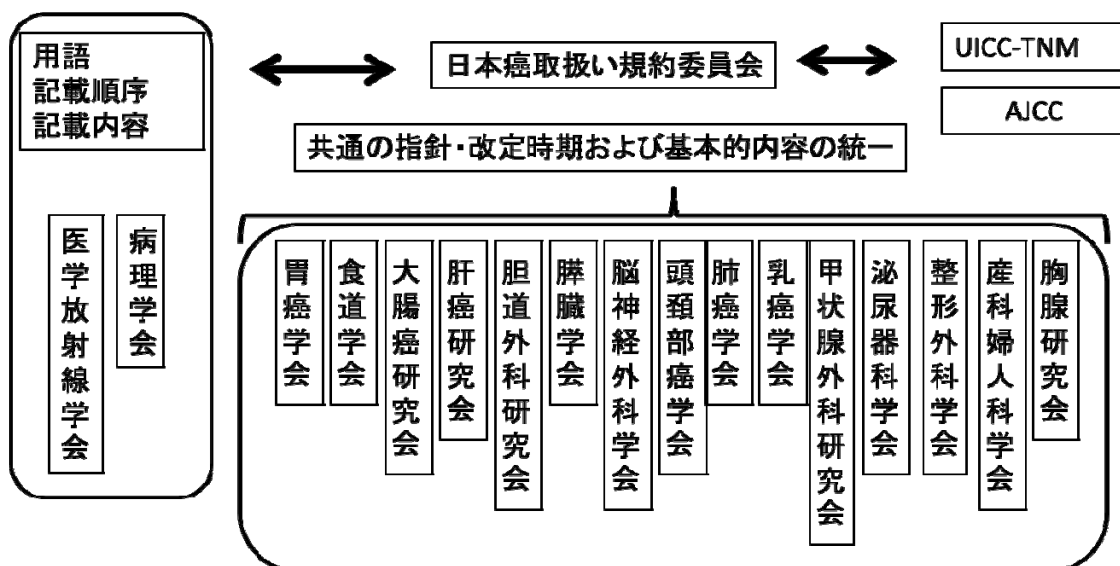 用語
記載順序
記載内容
日本癌取扱い規約委員会
UICC-TNM
AJCC
共通の指針・改定時期および基本的内容の統一
医学放射線学会
病理学会
胃癌学会
食道学会
大腸癌研究会
肝癌研究会
胆道外科研究会
膵臓学会
脳神経外科学会
頭頚部癌学会
肺癌学会
乳癌学会
甲状腺外科研究会
泌尿器科学会
整形外科学会
産科婦人科学会
胸腺研究会